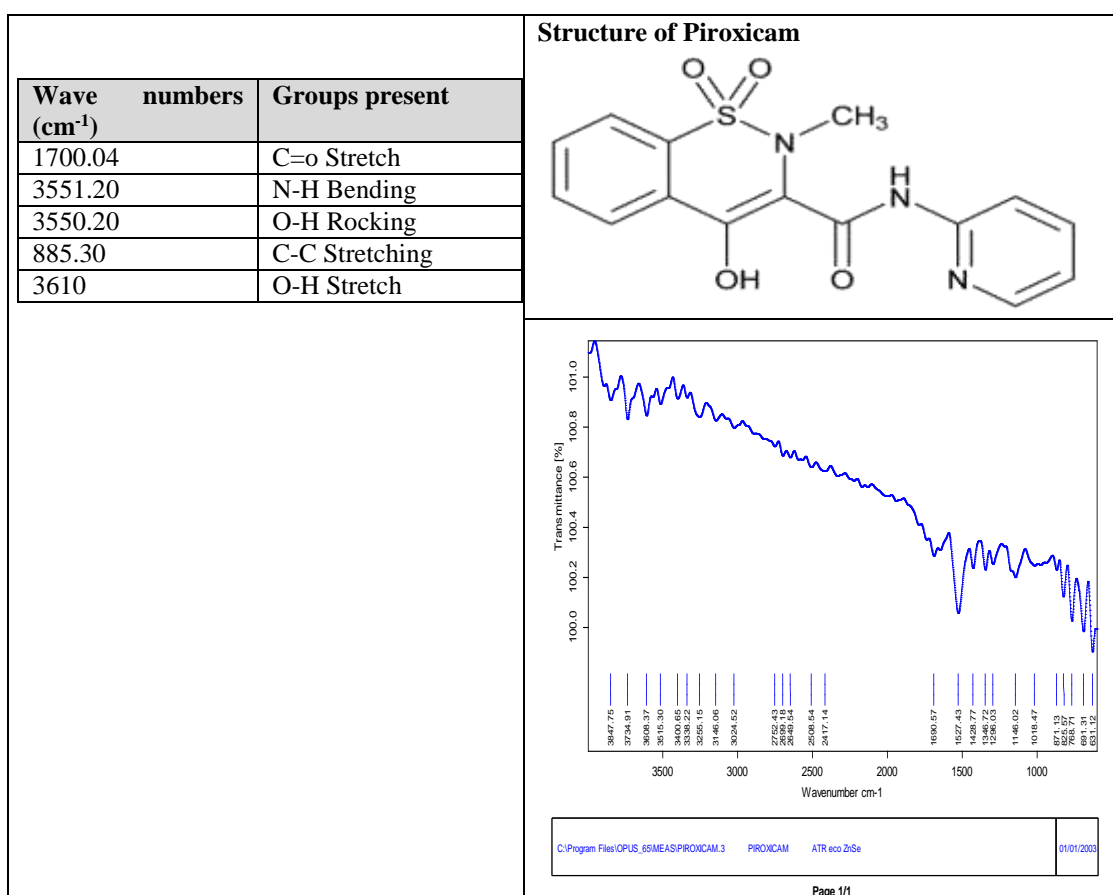 Structure of Piroxicam
Wave numbers (cm-1)
Groups present
1700.04 C=o Stretch
3551.20 N-H Bending
3550.20 O-H Rocking
885.30 C-C Stretching
3610 O-H Stretch
O O
S
N
CH3
H
N
OH
O
N
Transmittance [%]
101.0
100.8
100.6
100.4
100.2
100.0
3847.75
3734.91
3608.37
3515.30
3400.65
3338.22
3255.15
3146.06
3024.52
2752.43
2699.18
2649.54
2508.54
2417.14
1690.57
1527.43
1428.77
1346.72
1296.03
1146.02
1018.47
871.13
825.57
768.71
691.31
631.12
3500 3000 2500 2000 1500 1000
Wavenumber cm-1
C:\Program Files\OPUS_65\MEAS\PIROXICAM.3 PIROXICAM ATR eco ZnSe 01/01/2003
Page 1/1